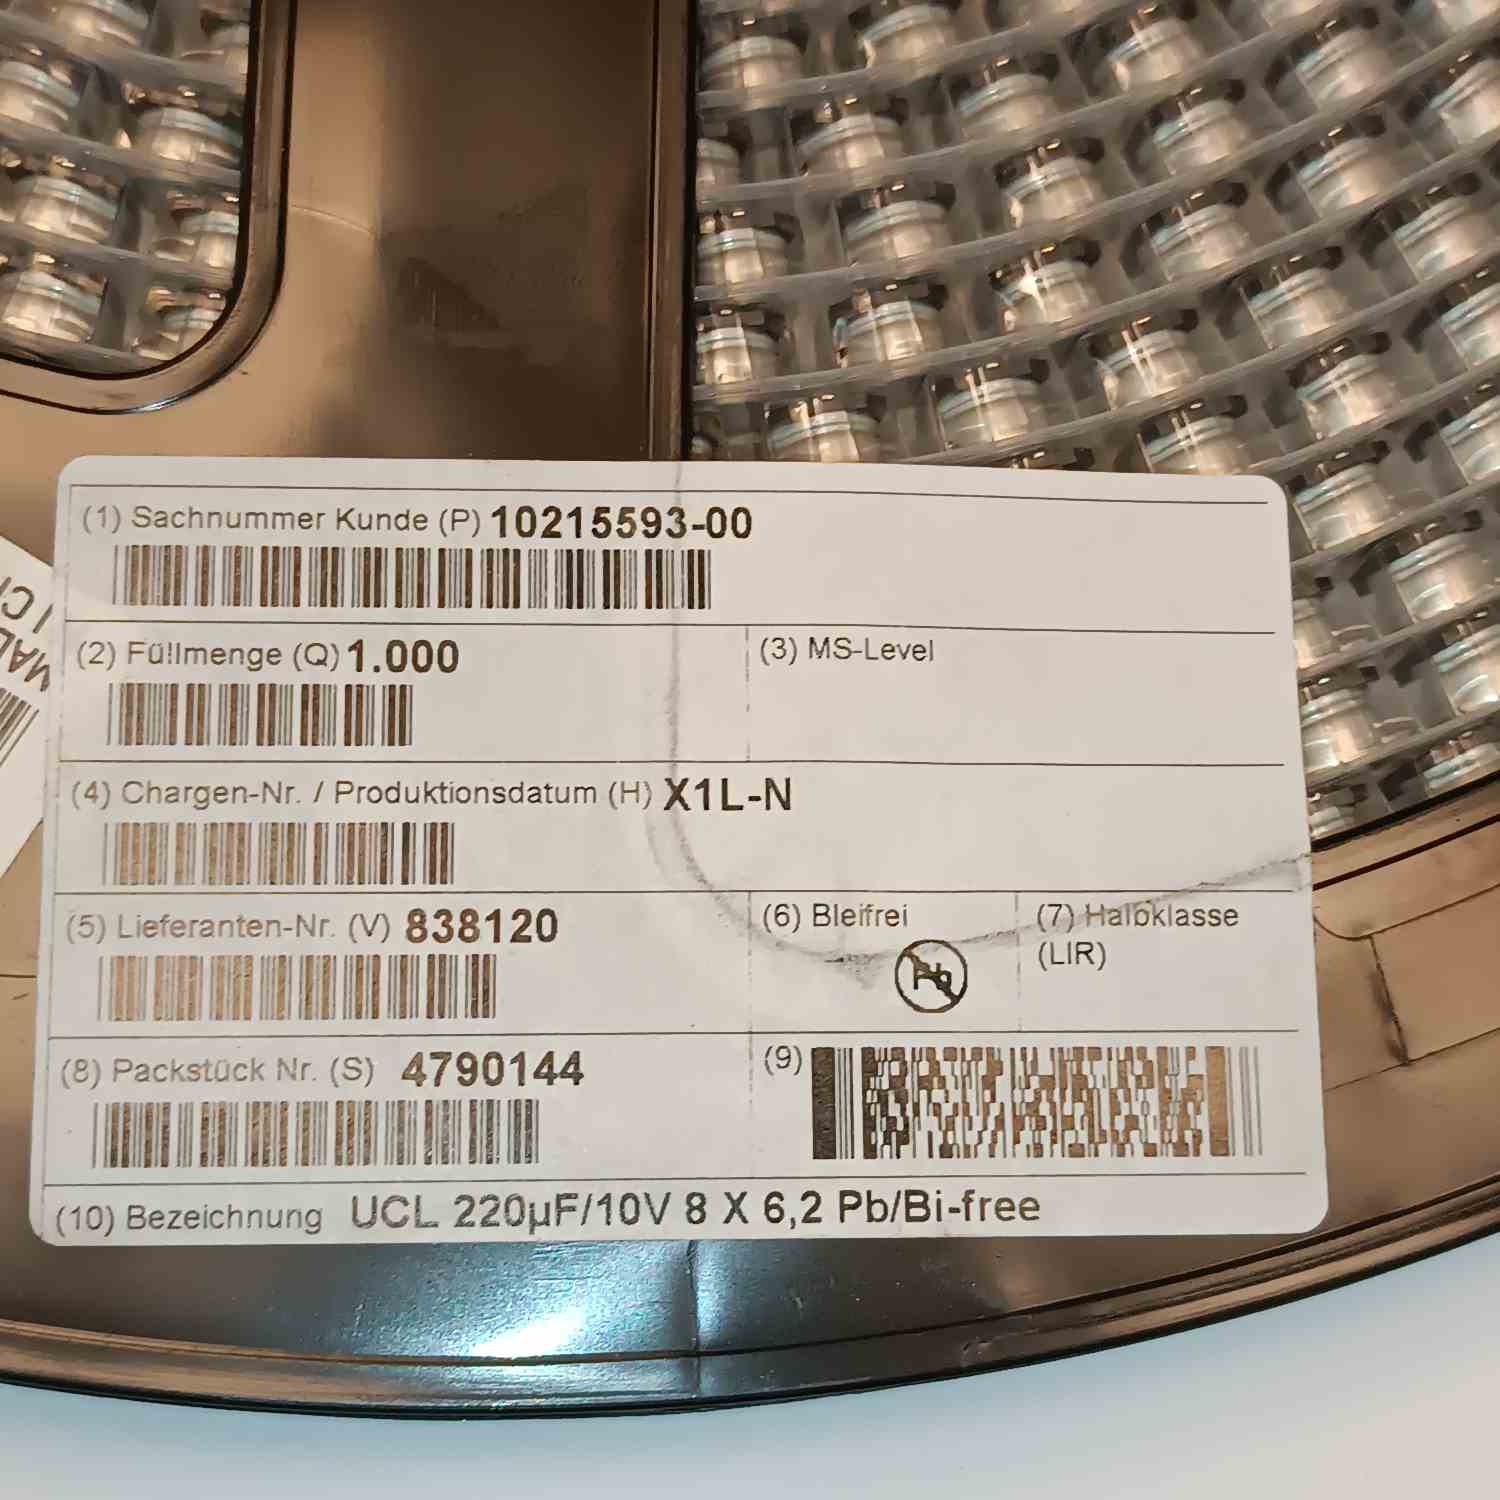 (1) Sachnummer Kunde (P) 10215593-00
(2) Füllmenge (Q) 1.000
(3) MS-Level
(4) Chargen-Nr. / Produktionsdatum (H) X1L-N
(5) Lieferanten-Nr. (V) 838120
(6) Bleifrei
Pb
(7) Halbklasse
(LIR)
(8) Packstück Nr. (S) 4790144
(9)
(10) Bezeichnung UCL 220µF/10V 8 X 6,2 Pb/Bi-free